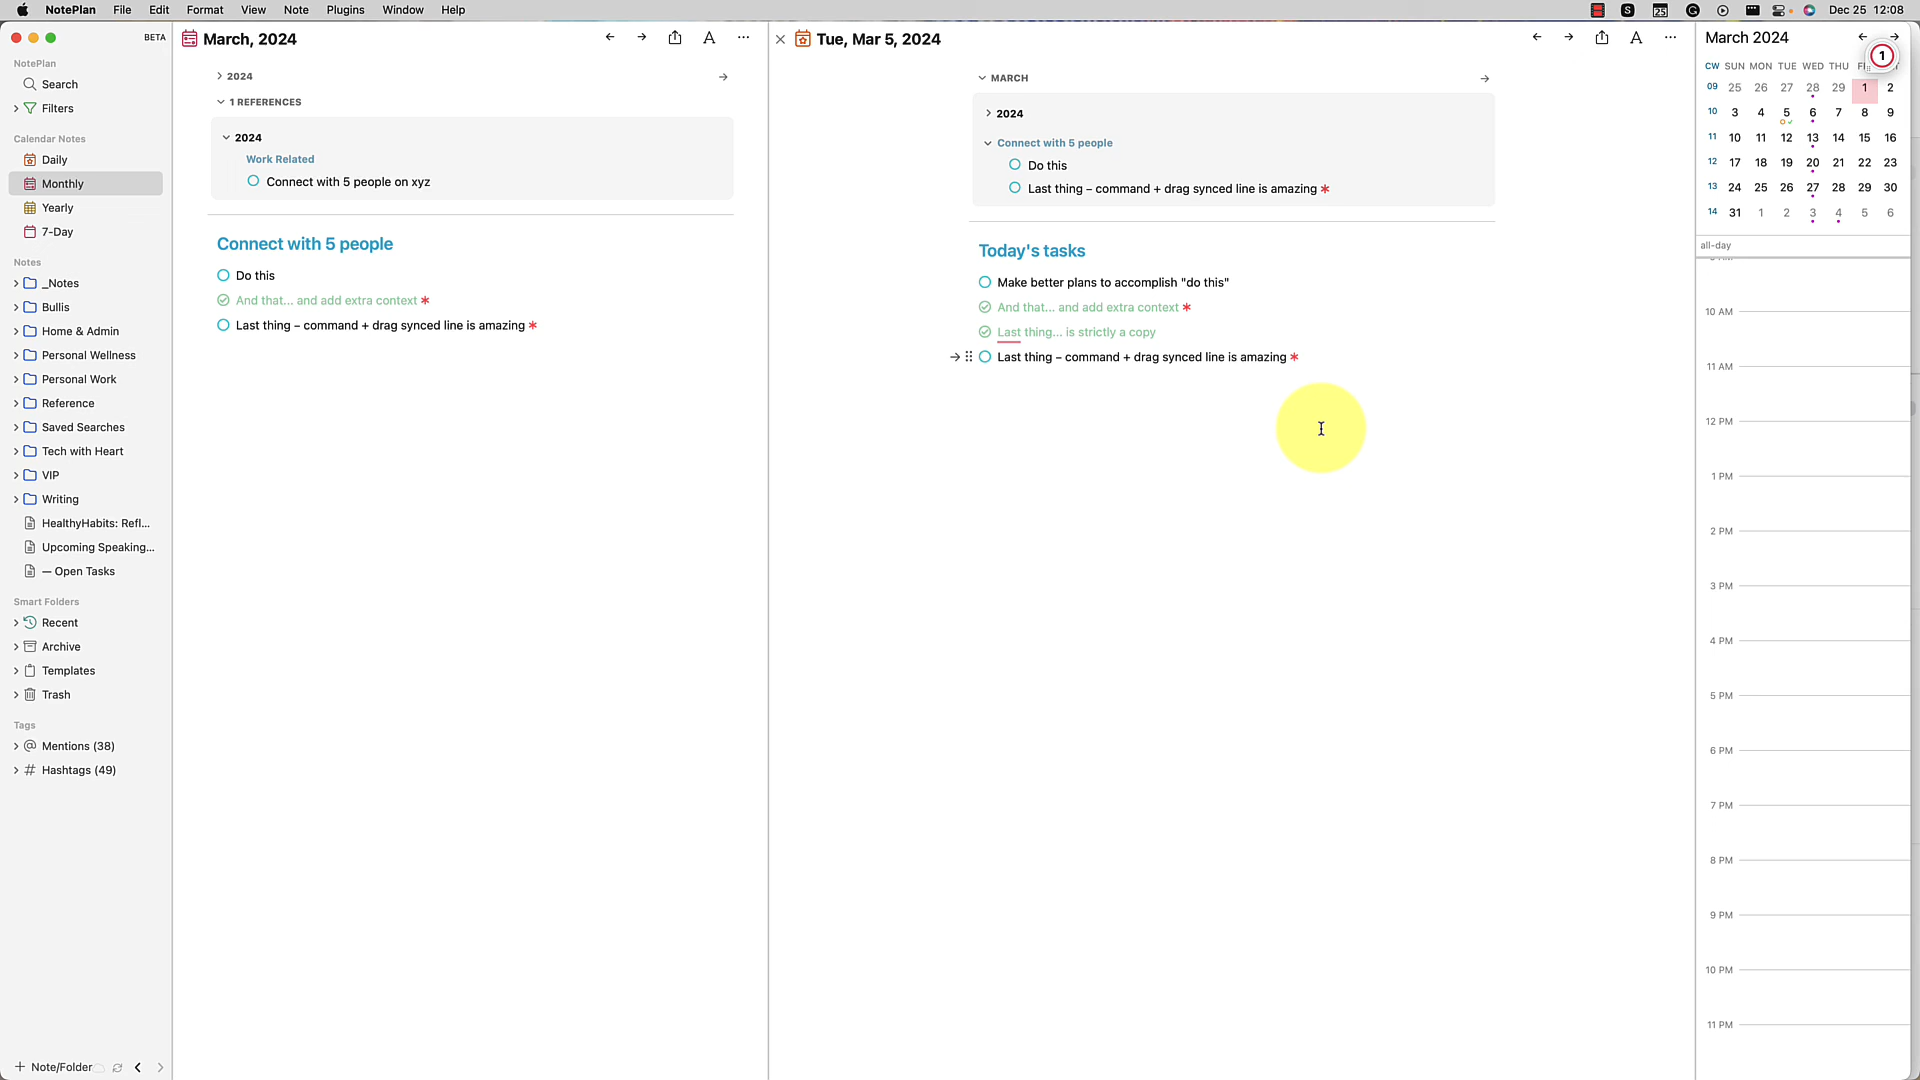 NotePlan File Edit Format View Note Plugins Window Help
S 25 Dec 25 12:08
BETA
NotePlan
Search
Filters
Calendar Notes
Daily
Monthly
Yearly
7-Day
Notes
_Notes
Bullis
Home & Admin
Personal Wellness
Personal Work
Reference
Saved Searches
Tech with Heart
VIP
Writing
HealthyHabits: Refl...
Upcoming Speaking...
— Open Tasks
Smart Folders
Recent
Archive
Templates
Trash
Tags
Mentions (38)
Hashtags (49)
Note/Folder
March, 2024
2024
1 REFERENCES
2024
Work Related
Connect with 5 people on xyz
Connect with 5 people
Do this
And that... and add extra context *
Last thing – command + drag synced line is amazing *
Tue, Mar 5, 2024
MARCH
2024
Connect with 5 people
Do this
Last thing – command + drag synced line is amazing *
Today's tasks
Make better plans to accomplish "do this"
And that... and add extra context *
Last thing... is strictly a copy
Last thing – command + drag synced line is amazing *
March 2024
1
CW SUN MON TUE WED THU
09 25 26 27 28 29 1 2
10 3 4 5 6 7 8 9
11 10 11 12 13 14 15 16
12 17 18 19 20 21 22 23
13 24 25 26 27 28 29 30
14 31 1 2 3 4 5 6
all-day
10 AM
11 AM
12 PM
1 PM
2 PM
3 PM
4 PM
5 PM
6 PM
7 PM
8 PM
9 PM
10 PM
11 PM